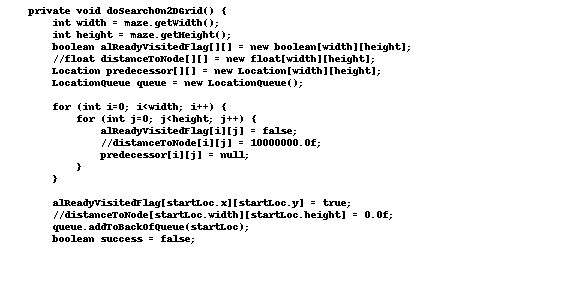 private void doSearchOn2DGrid() {
    int width = maze.getWidth();
    int height = maze.getHeight();
    boolean alReadyVisitedFlag[][] = new boolean[width][height];
    //float distanceToNode[][] = new float[width][height];
    Location predecessor[][] = new Location[width][height];
    LocationQueue queue = new LocationQueue();

    for (int i=0; i<width; i++) {
        for (int j=0; j<height; j++) {
            alReadyVisitedFlag[i][j] = false;
            //distanceToNode[i][j] = 10000000.0f;
            predecessor[i][j] = null;
        }
    }

    alReadyVisitedFlag[startLoc.x][startLoc.y] = true;
    //distanceToNode[startLoc.width][startLoc.height] = 0.0f;
    queue.addToBackOfQueue(startLoc);
    boolean success = false;